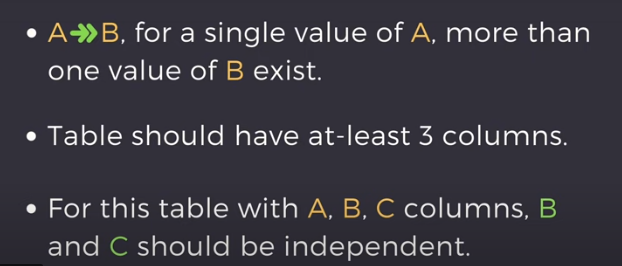 • A↠B, for a single value of A, more than
one value of B exist.
• Table should have at-least 3 columns.
• For this table with A, B, C columns, B
and C should be independent.